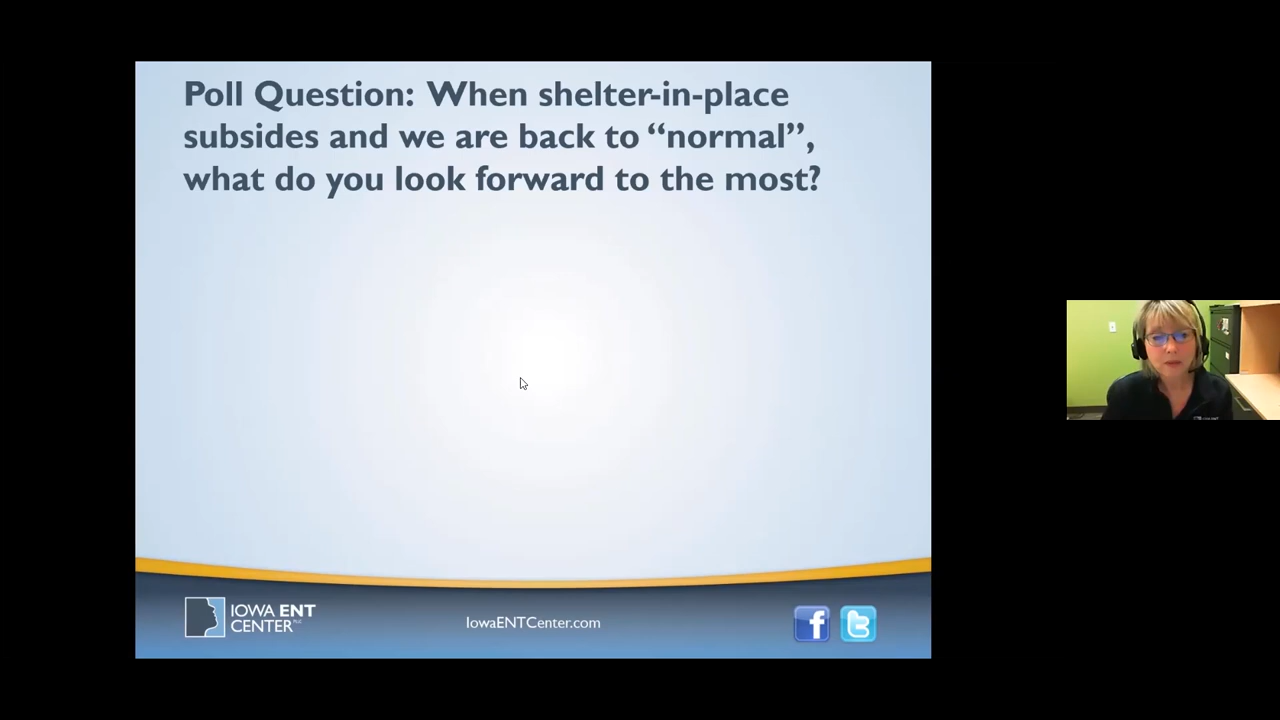 Poll Question: When shelter-in-place
subsides and we are back to “normal”,
what do you look forward to the most?
IOWA ENT
CENTER PLC
IowaENTCenter.com